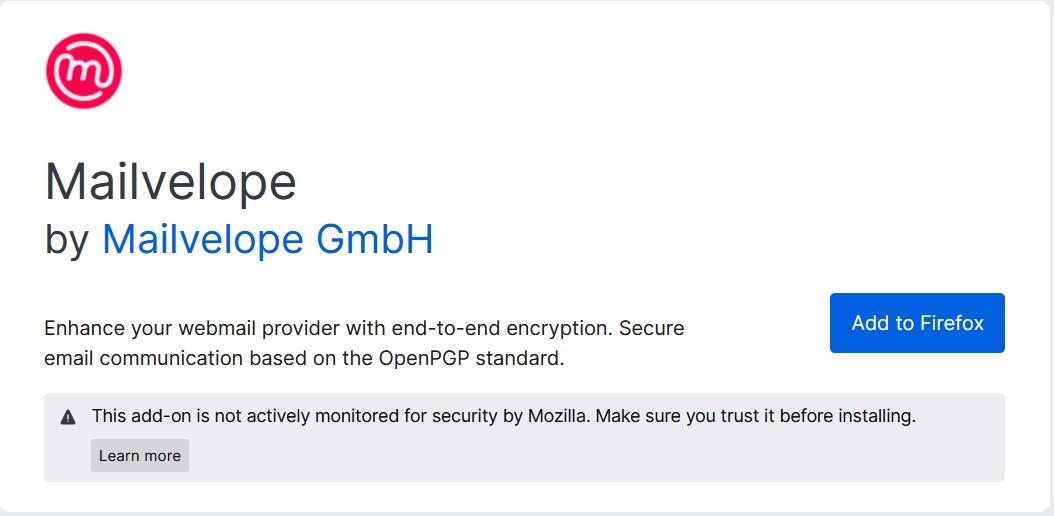 m
Mailvelope
by Mailvelope GmbH
Enhance your webmail provider with end-to-end encryption. Secure
email communication based on the OpenPGP standard.
Add to Firefox
This add-on is not actively monitored for security by Mozilla. Make sure you trust it before installing.
Learn more